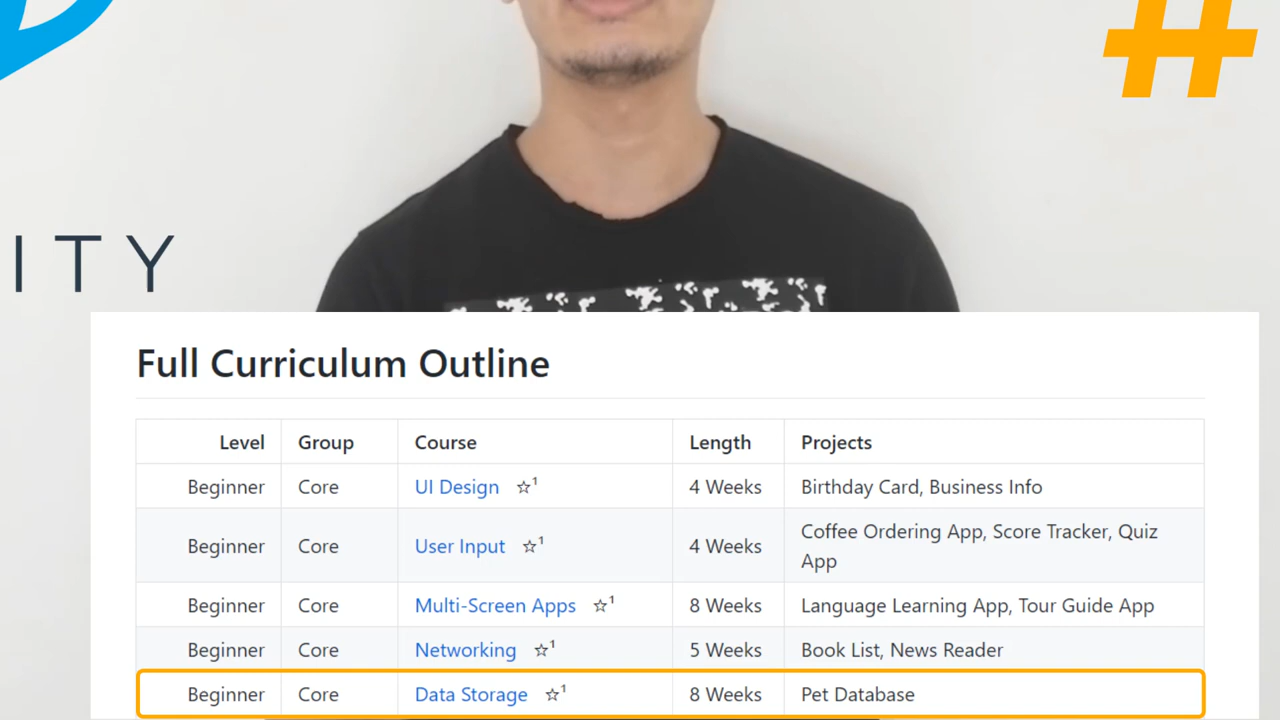 #
ITY
Full Curriculum Outline
Level Group Course Length Projects
Beginner Core UI Design ☆1 4 Weeks Birthday Card, Business Info
Beginner Core User Input ☆1 4 Weeks Coffee Ordering App, Score Tracker, Quiz
App
Beginner Core Multi-Screen Apps ☆1 8 Weeks Language Learning App, Tour Guide App
Beginner Core Networking ☆1 5 Weeks Book List, News Reader
Beginner Core Data Storage ☆1 8 Weeks Pet Database